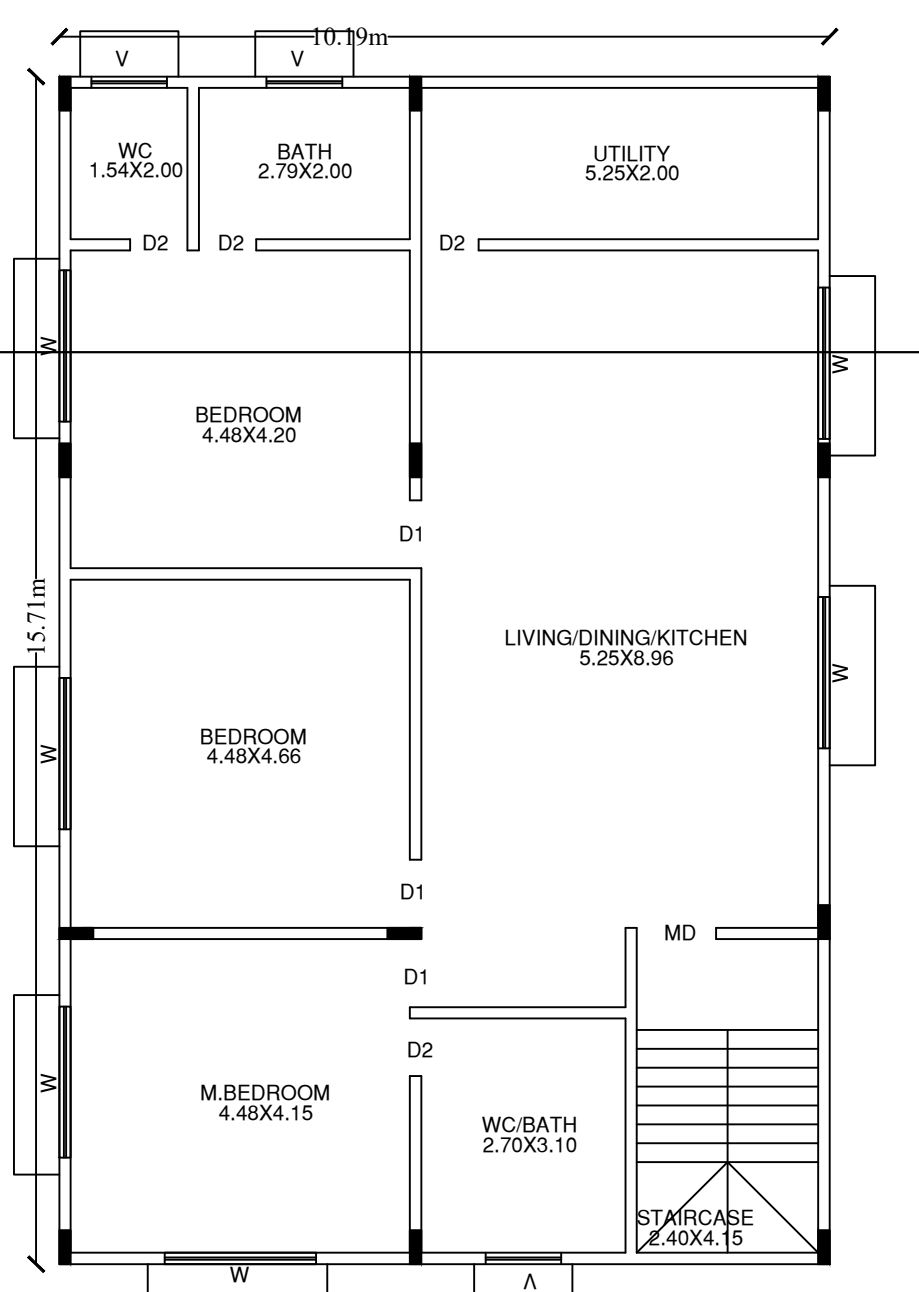 10.19m
V
V
WC
1.54X2.00
BATH
2.79X2.00
UTILITY
5.25X2.00
D2
D2
D2
W
W
BEDROOM
4.48X4.20
D1
15.71m
LIVING/DINING/KITCHEN
5.25X8.96
W
BEDROOM
4.48X4.66
W
D1
MD
D1
D2
W
M.BEDROOM
4.48X4.15
WC/BATH
2.70X3.10
STAIRCASE
2.40X4.15
W
V